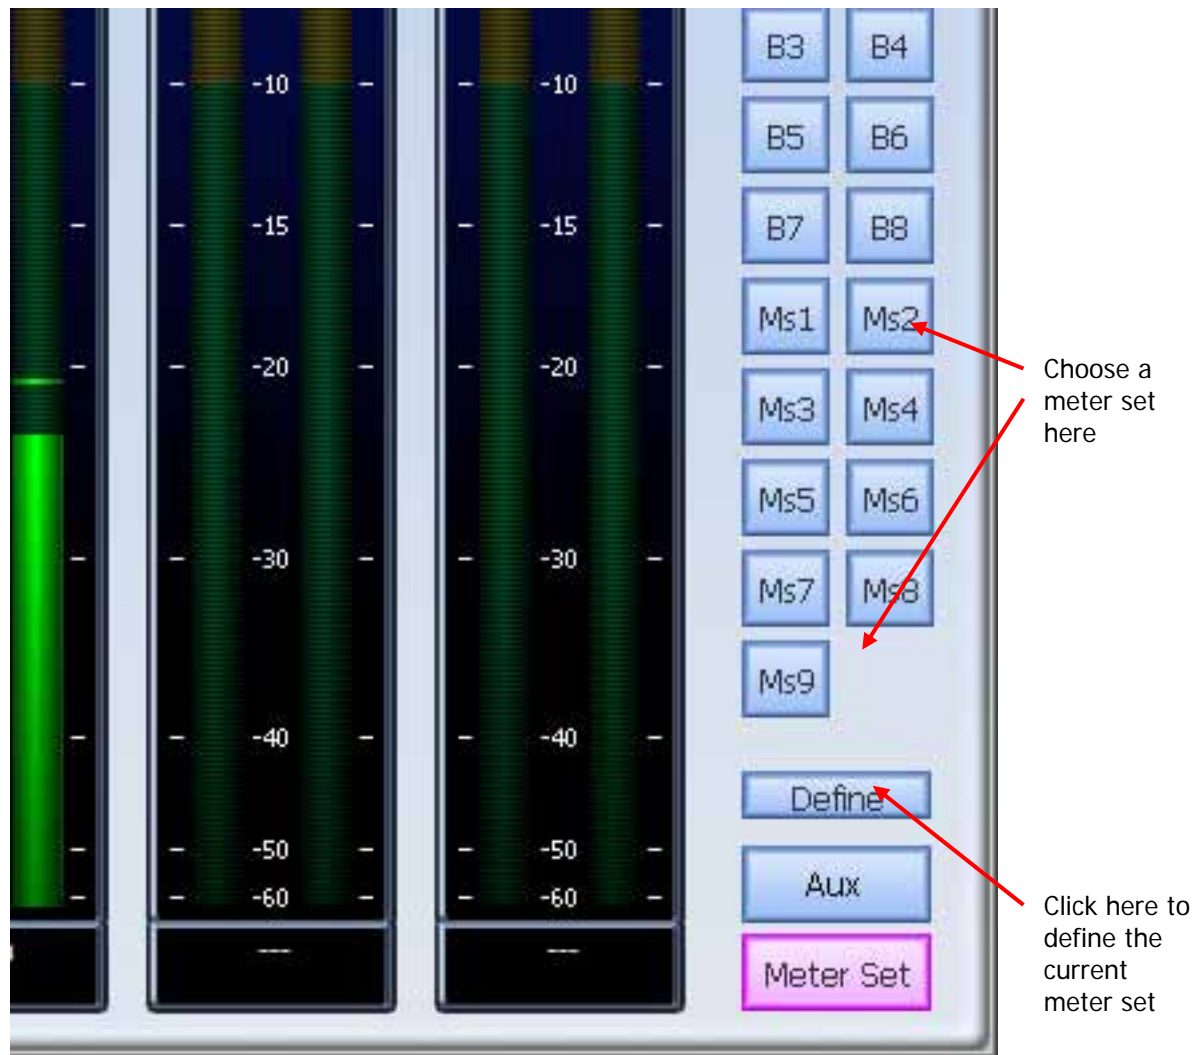 B3 B4
-10 -10
B5 B6
-15 -15
B7 B8
Ms1 Ms2
-20 -20
Choose a
meter set
here
Ms3 Ms4
Ms5 Ms6
-30 -30
Ms7 Ms8
Ms9
-40 -40
Define
-50 -50
Aux
-60 -60
Click here to
define the
current
meter set
--- ---
Meter Set